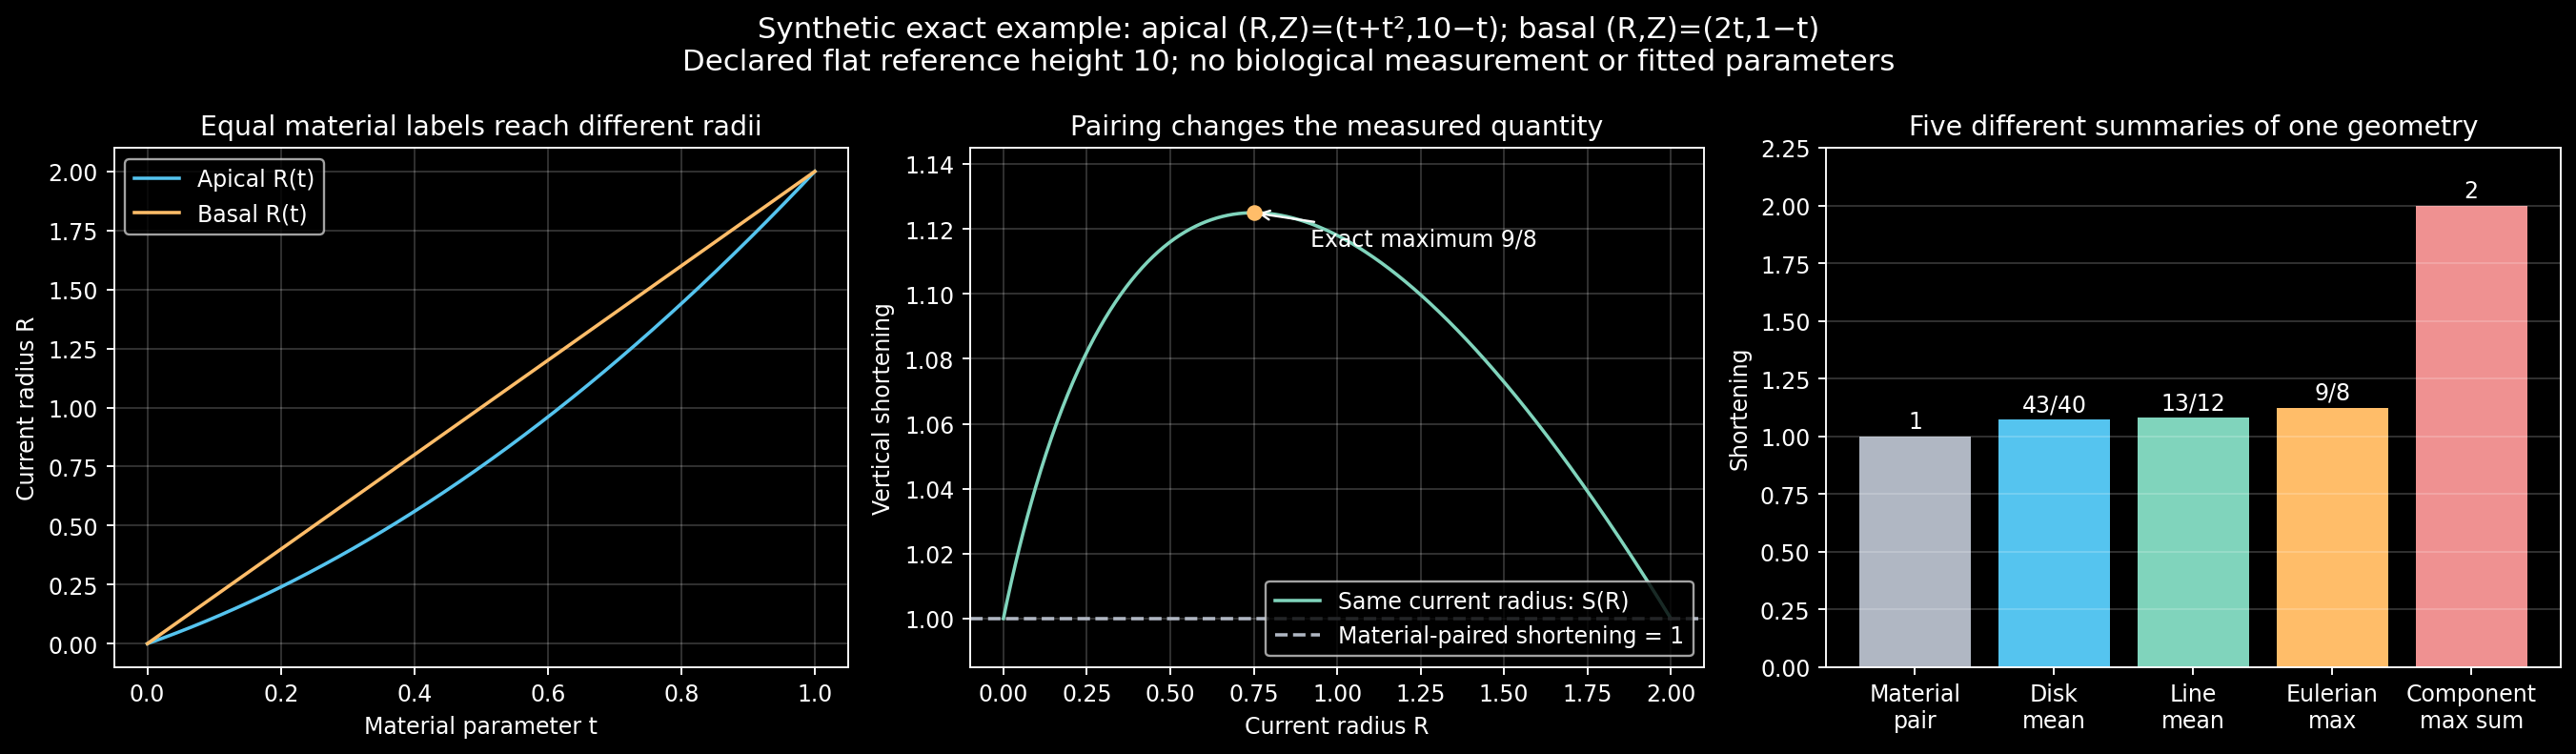 Synthetic exact example: apical (R,Z)=(t+t²,10−t); basal (R,Z)=(2t,1−t)
Declared flat reference height 10; no biological measurement or fitted parameters
Equal material labels reach different radii
Apical R(t)
Basal R(t)
Current radius R
2.00
1.75
1.50
1.25
1.00
0.75
0.50
0.25
0.00
0.0
0.2
0.4
0.6
0.8
1.0
Material parameter t
Pairing changes the measured quantity
Vertical shortening
1.14
1.12
1.10
1.08
1.06
1.04
1.02
1.00
Exact maximum 9/8
Same current radius: S(R)
Material-paired shortening = 1
0.00
0.25
0.50
0.75
1.00
1.25
1.50
1.75
2.00
Current radius R
Five different summaries of one geometry
Shortening
2.25
2.00
1.75
1.50
1.25
1.00
0.75
0.50
0.25
0.00
1
43/40
13/12
9/8
2
Material
pair
Disk
mean
Line
mean
Eulerian
max
Component
max sum